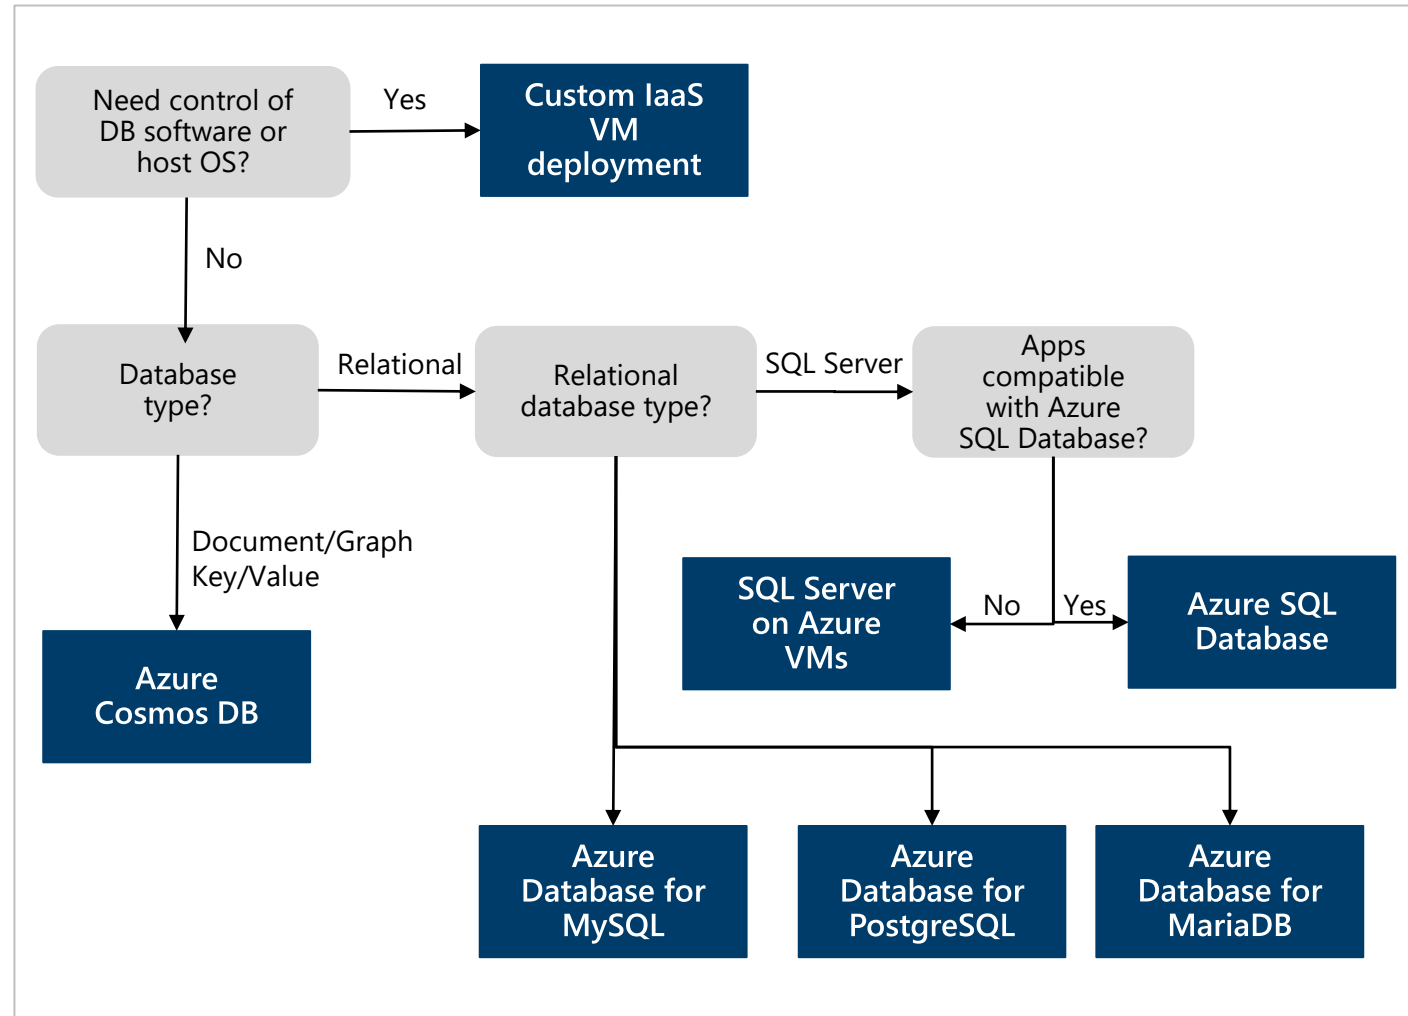 Need control of
DB software or
host OS?
Yes
Custom IaaS
VM
deployment
No
Database
type?
Relational
Relational
database type?
SQL Server
Apps
compatible
with Azure
SQL Database?
Document/Graph
Key/Value
SQL Server
on Azure
VMs
No
Yes
Azure SQL
Database
Azure
Cosmos DB
Azure
Database for
MySQL
Azure
Database for
PostgreSQL
Azure
Database for
MariaDB